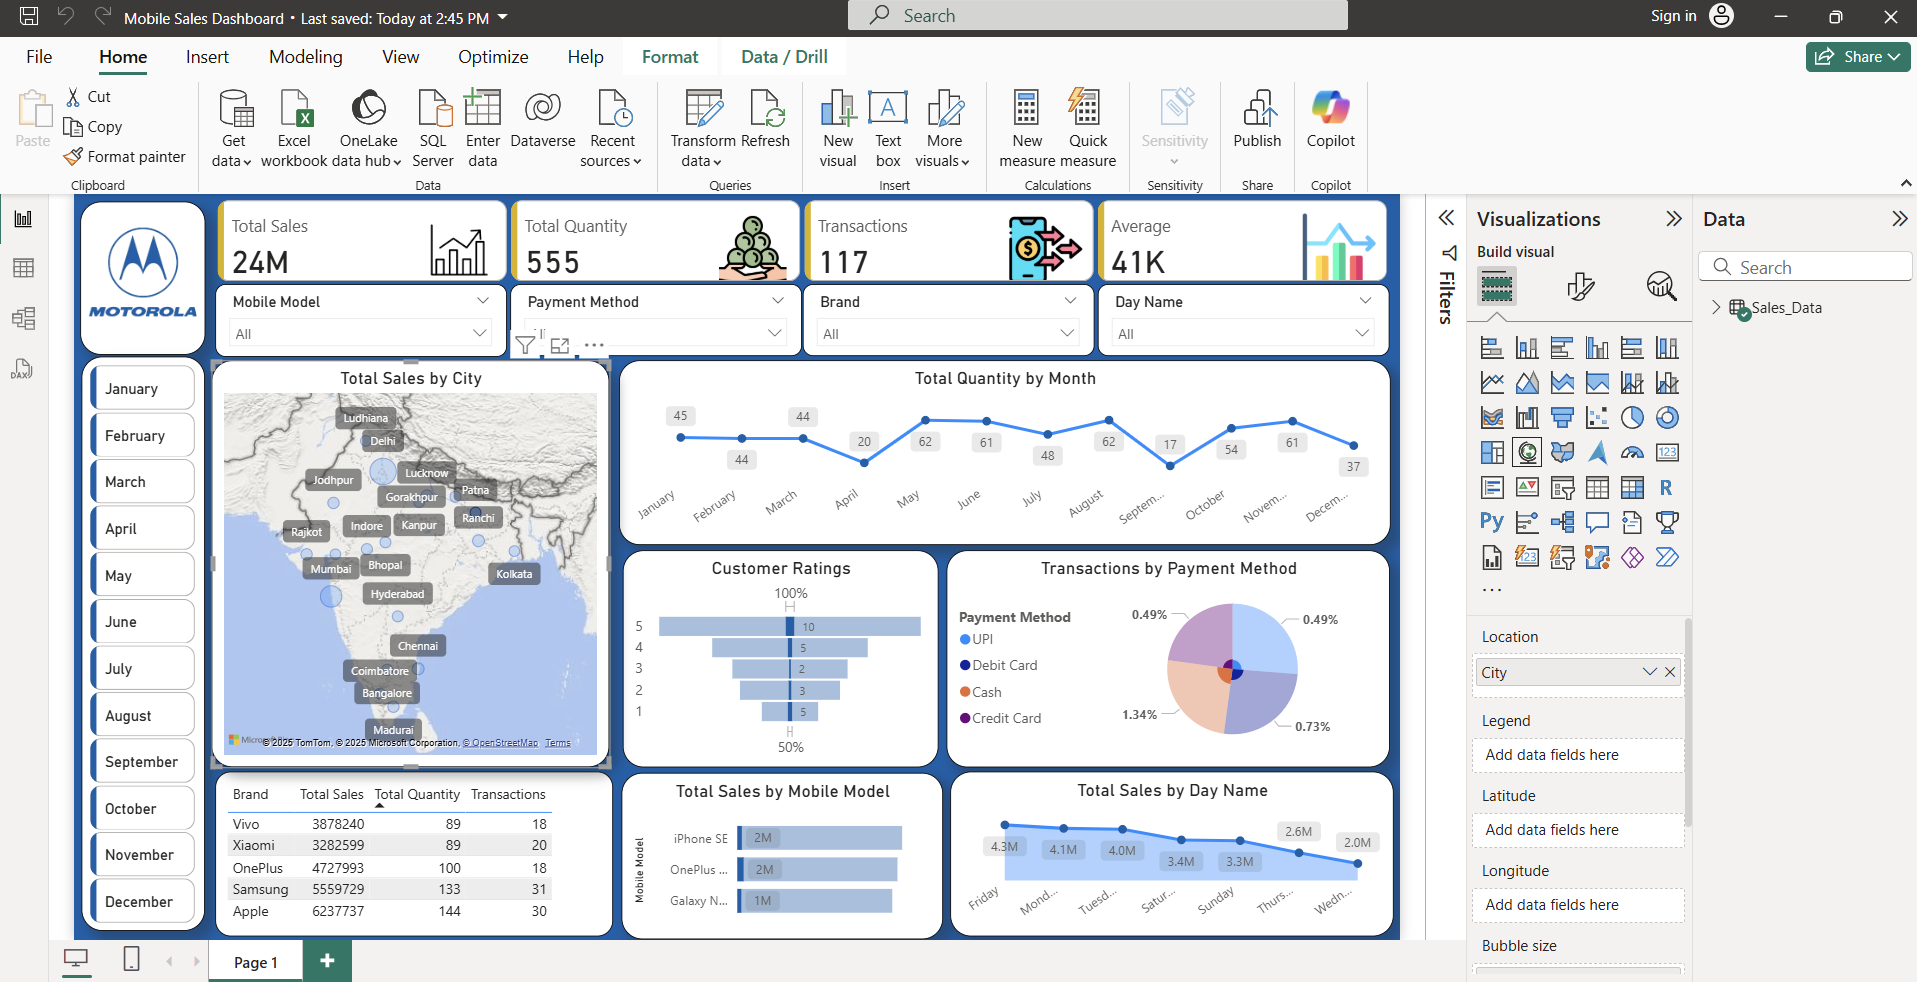 Mobile Sales Dashboard • Last saved: Today at 2:45 PM
Search
Sign in
File
Home
Insert
Modeling
View
Optimize
Help
Format
Data / Drill
Share
Paste
Cut
Copy
Format painter
Clipboard
Get data
Excel workbook
OneLake data hub
SQL Server
Enter data
Dataverse
Recent sources
Data
Transform data
Refresh
Queries
New visual
Text box
More visuals
Insert
New measure
Quick measure
Calculations
Sensitivity
Sensitivity
Publish
Share
Copilot
Copilot
MOTOROLA
Total Sales
24M
Total Quantity
555
Transactions
117
Average
41K
Mobile Model
All
Payment Method
Brand
All
Day Name
All
January
February
March
April
May
June
July
August
September
October
November
December
Total Sales by City
Ludhiana
Delhi
Lucknow
Jodhpur
Patna
Gorakhpur
Ranchi
Rajkot
Indore
Kanpur
Mumbai
Bhopal
Kolkata
Hyderabad
Chennai
Coimbatore
Bangalore
Madurai
© 2025 TomTom, © 2025 Microsoft Corporation, © OpenStreetMap Terms
Total Quantity by Month
45
44
44
20
62
61
48
62
17
54
61
37
January
February
March
April
May
June
July
August
Septem...
October
Novem...
Decem...
Customer Ratings
100%
5 10
4 5
3 2
2 3
1 5
50%
Transactions by Payment Method
Payment Method
UPI
Debit Card
Cash
Credit Card
0.49%
0.49%
1.34%
0.73%
Brand Total Sales Total Quantity Transactions
Vivo 3878240 89 18
Xiaomi 3282599 89 20
OnePlus 4727993 100 18
Samsung 5559729 133 31
Apple 6237737 144 30
Total Sales by Mobile Model
Mobile Model
iPhone SE 2M
OnePlus ... 2M
Galaxy N... 1M
Total Sales by Day Name
4.3M
4.1M
4.0M
3.4M
3.3M
2.6M
2.0M
Friday
Mond...
Tuesd...
Satur...
Sunday
Thurs...
Wedn...
Filters
Visualizations
Build visual
123
R
Py
123
...
Location
City
Legend
Add data fields here
Latitude
Add data fields here
Longitude
Add data fields here
Bubble size
Data
Search
Sales_Data
DAX
Page 1